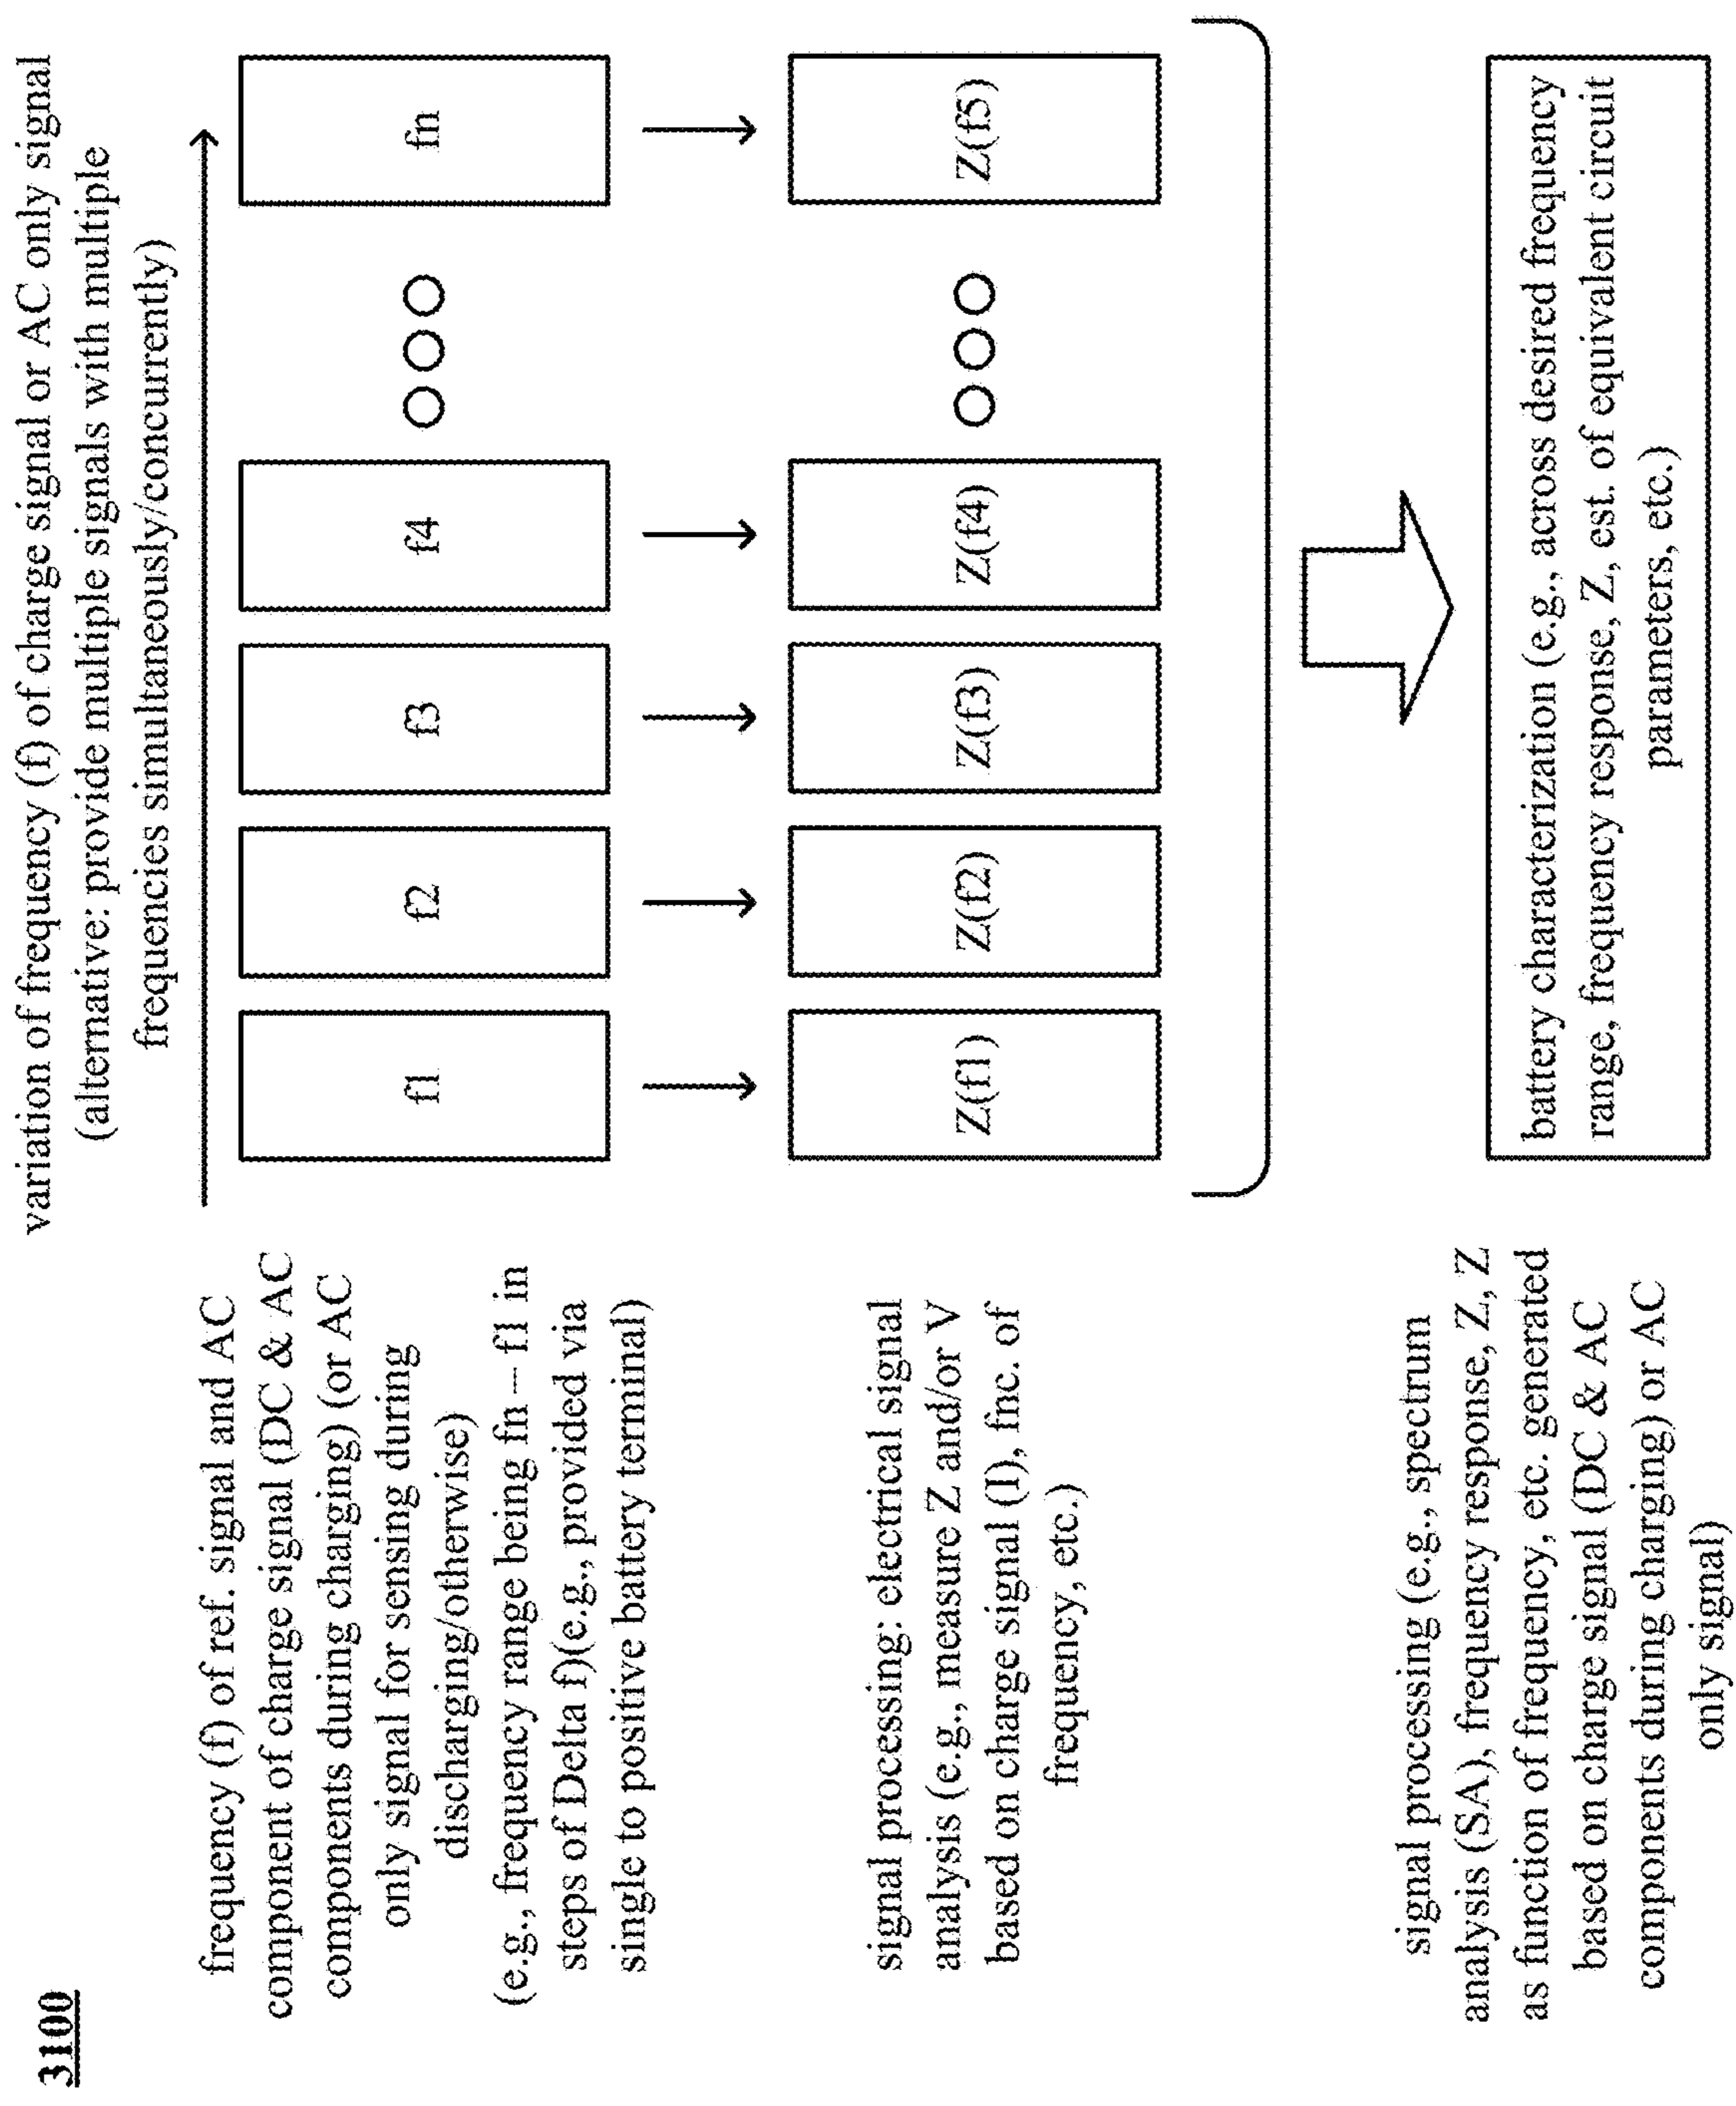 3100
variation of frequency (f) of charge signal or AC only signal
(alternative: provide multiple signals with multiple
frequencies simultaneously/concurrently)
frequency (f) of ref. signal and AC
component of charge signal (DC & AC
components during charging) (or AC
only signal for sensing during
discharging/otherwise)
(e.g., frequency range being fn – f1 in
steps of Delta f)(e.g., provided via
single to positive battery terminal)
f1
f2
f3
f4
fn
signal processing: electrical signal
analysis (e.g., measure Z and/or V
based on charge signal (I), fnc. of
frequency, etc.)
Z(f1)
Z(f2)
Z(f3)
Z(f4)
Z(f5)
signal processing (e.g., spectrum
analysis (SA), frequency response, Z, Z
as function of frequency, etc. generated
based on charge signal (DC & AC
components during charging) or AC
only signal)
battery characterization (e.g., across desired frequency
range, frequency response, Z, est. of equivalent circuit
parameters, etc.)